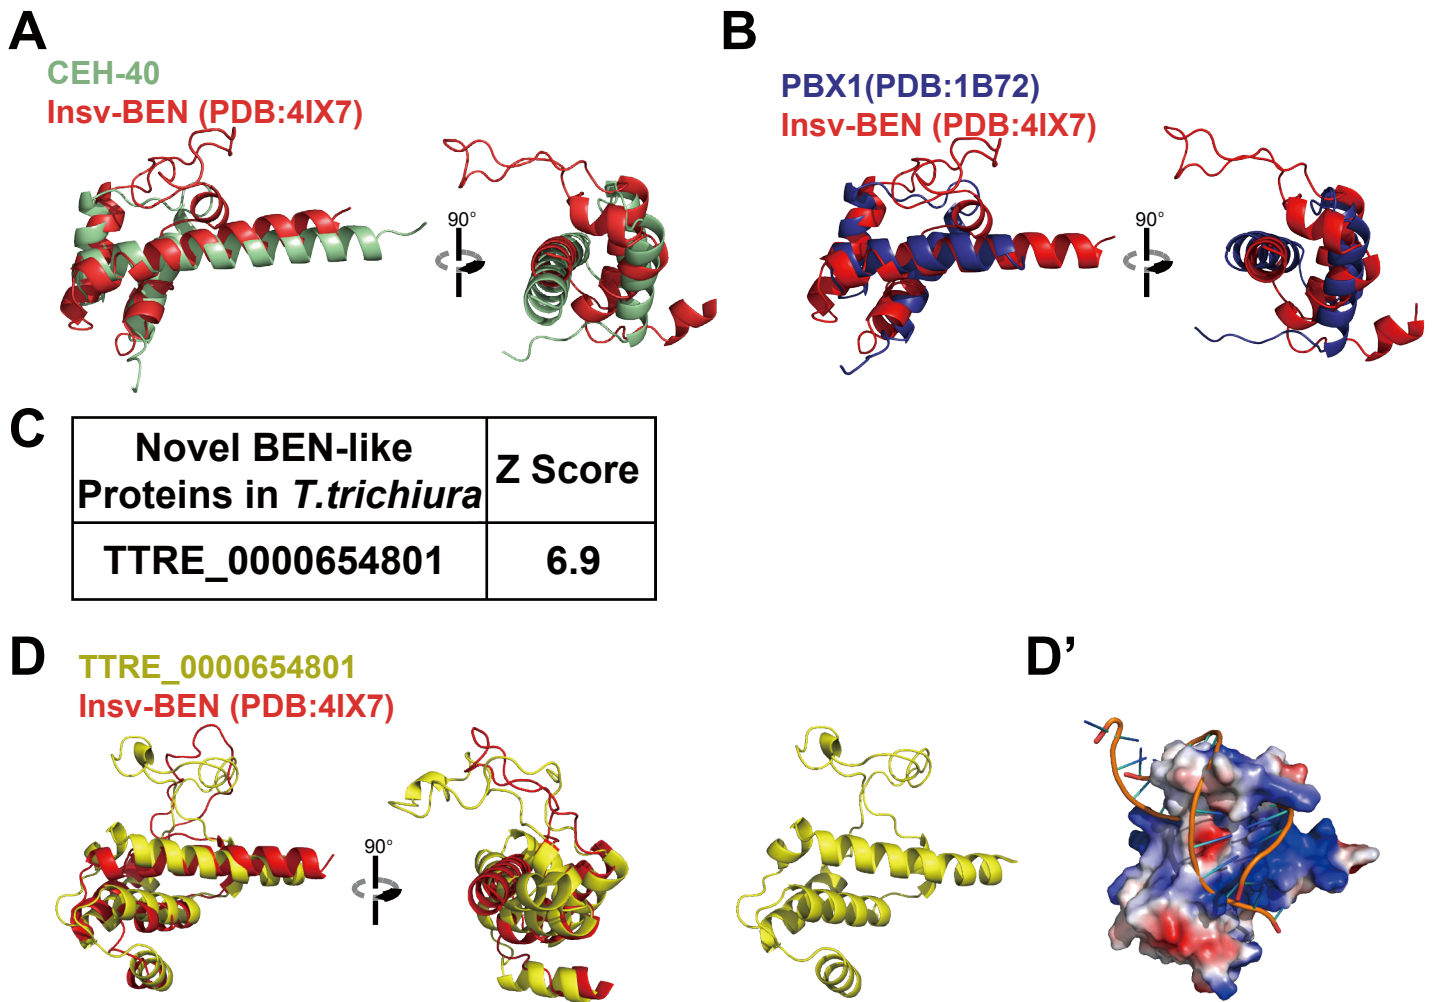 A
CEH-40
Insv-BEN (PDB:4IX7)
90°
B
PBX1(PDB:1B72)
Insv-BEN (PDB:4IX7)
90°
C
Novel BEN-like
Proteins in T.trichiura
Z Score
TTRE_0000654801
6.9
D
TTRE_0000654801
Insv-BEN (PDB:4IX7)
90°
D’